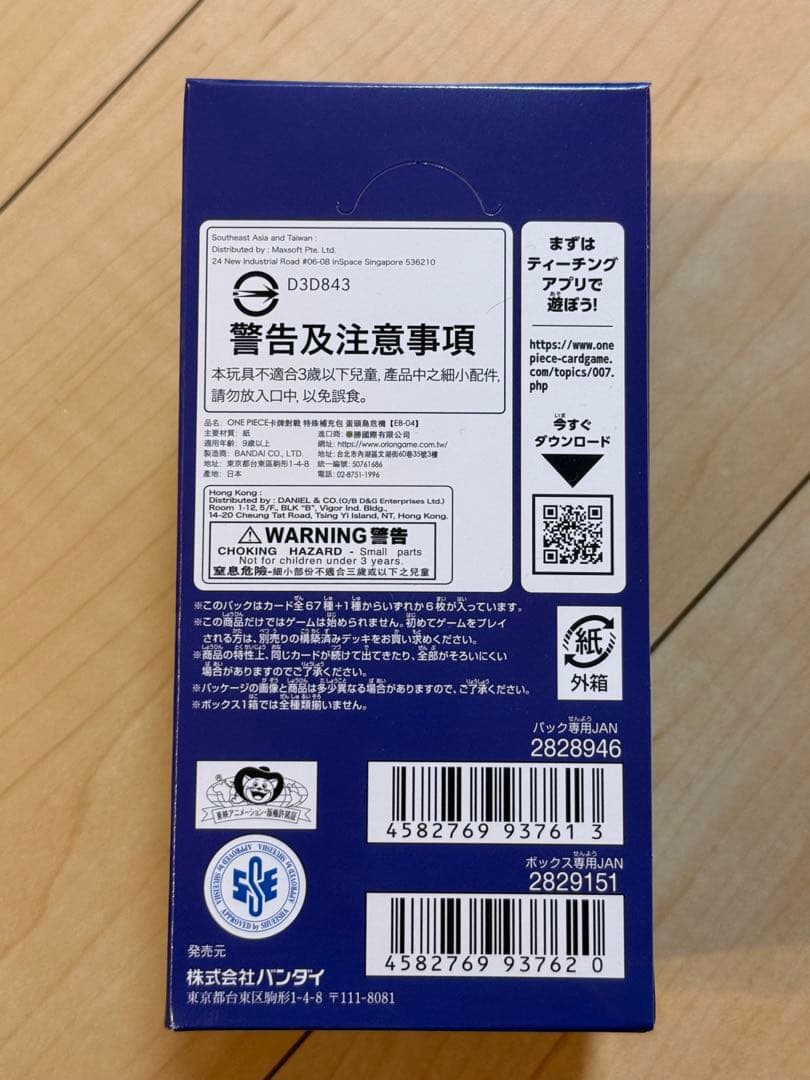 Southeast Asia and Taiwan :
Distributed by : Maxsoft Pte. Ltd.
24 New Industrial Road #06-08 InSpace Singapore 536210
D3D843
警告及注意事項
本玩具不適合3歲以下兒童, 產品中之細小配件,
請勿放入口中, 以免誤食。
品名: ONE PIECE卡牌對戰 特殊補充包 蛋頭島危機【EB-04】
主要材質: 紙
適用年齡: 9歲以上
製造商: BANDAI CO., LTD.
地址: 東京都台東區駒形1-4-8
產地: 日本
進口商: 華勝國際有限公司
網址: https://www.oriongame.com.tw/
地址: 台北市內湖區文湖街60巷35號3樓
統一編號: 50761686
電話: 02-8751-1996
Hong Kong :
Distributed by : DANIEL & CO.(O/B D&G Enterprises Ltd.)
Room 1-12, 5/F., BLK "B", Vigor Ind. Bldg.,
14-20 Cheung Tat Road, Tsing Yi Island, NT, Hong Kong.
WARNING 警告
CHOKING HAZARD - Small parts
Not for children under 3 years.
窒息危險-細小部份不適合三歲或以下之兒童
まずは
ティーチング
アプリで
遊ぼう!
https://www.one
piece-cardgame.
com/topics/007.
php
今すぐ
ダウンロード
※このパックはカード全67種+1種からいずれか6枚が入っています。
※この商品だけではゲームは始められません。初めてゲームをプレイ
される方は、別売りの構築済みデッキをお買い求めください。
※商品の特性上、同じカードが続けて出てきたり、全部がそろいにくい
場合がありますのでご了承ください。
※パッケージの画像と商品は多少異なる場合がありますので、ご了承ください。
※ボックス1箱では全種類揃いません。
紙
外箱
パック専用JAN
2828946
4582769 93761 3
ボックス専用JAN
2829151
4582769 93762 0
東映アニメーション・版権許諾証
APPROVED by SHUEISHA
APPROVED by SHUEISHA
発売元
株式会社バンダイ
東京都台東区駒形1-4-8 〒111-8081